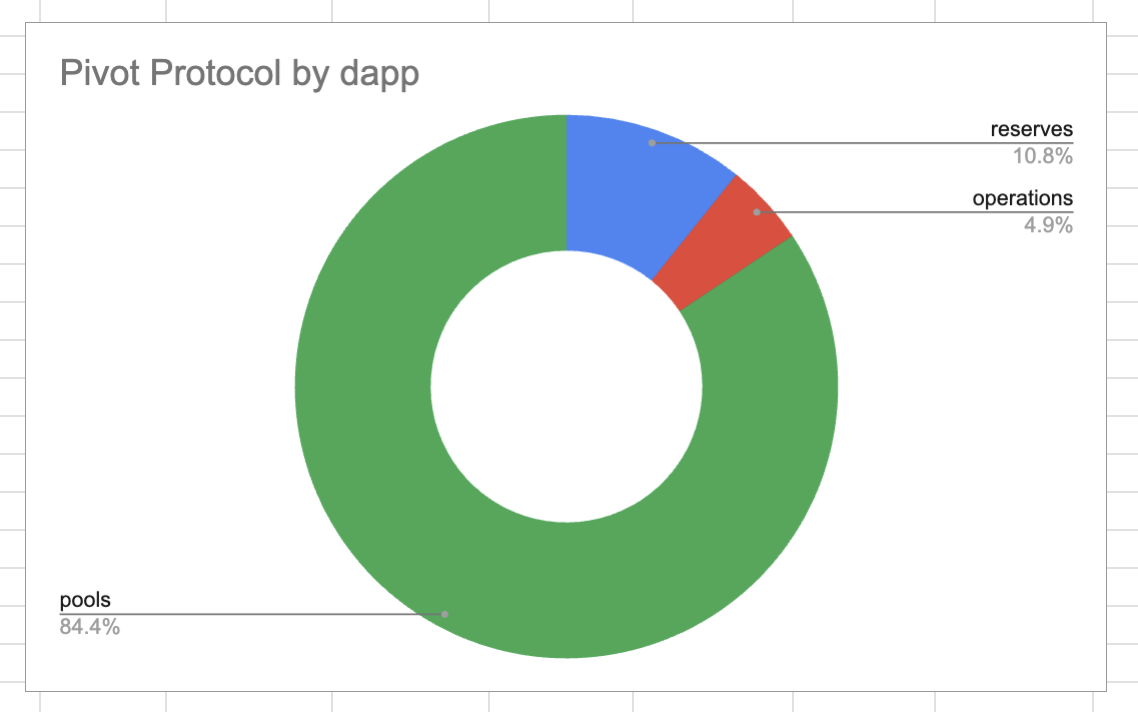 Pivot Protocol by dapp
reserves
10.8%
operations
4.9%
pools
84.4%